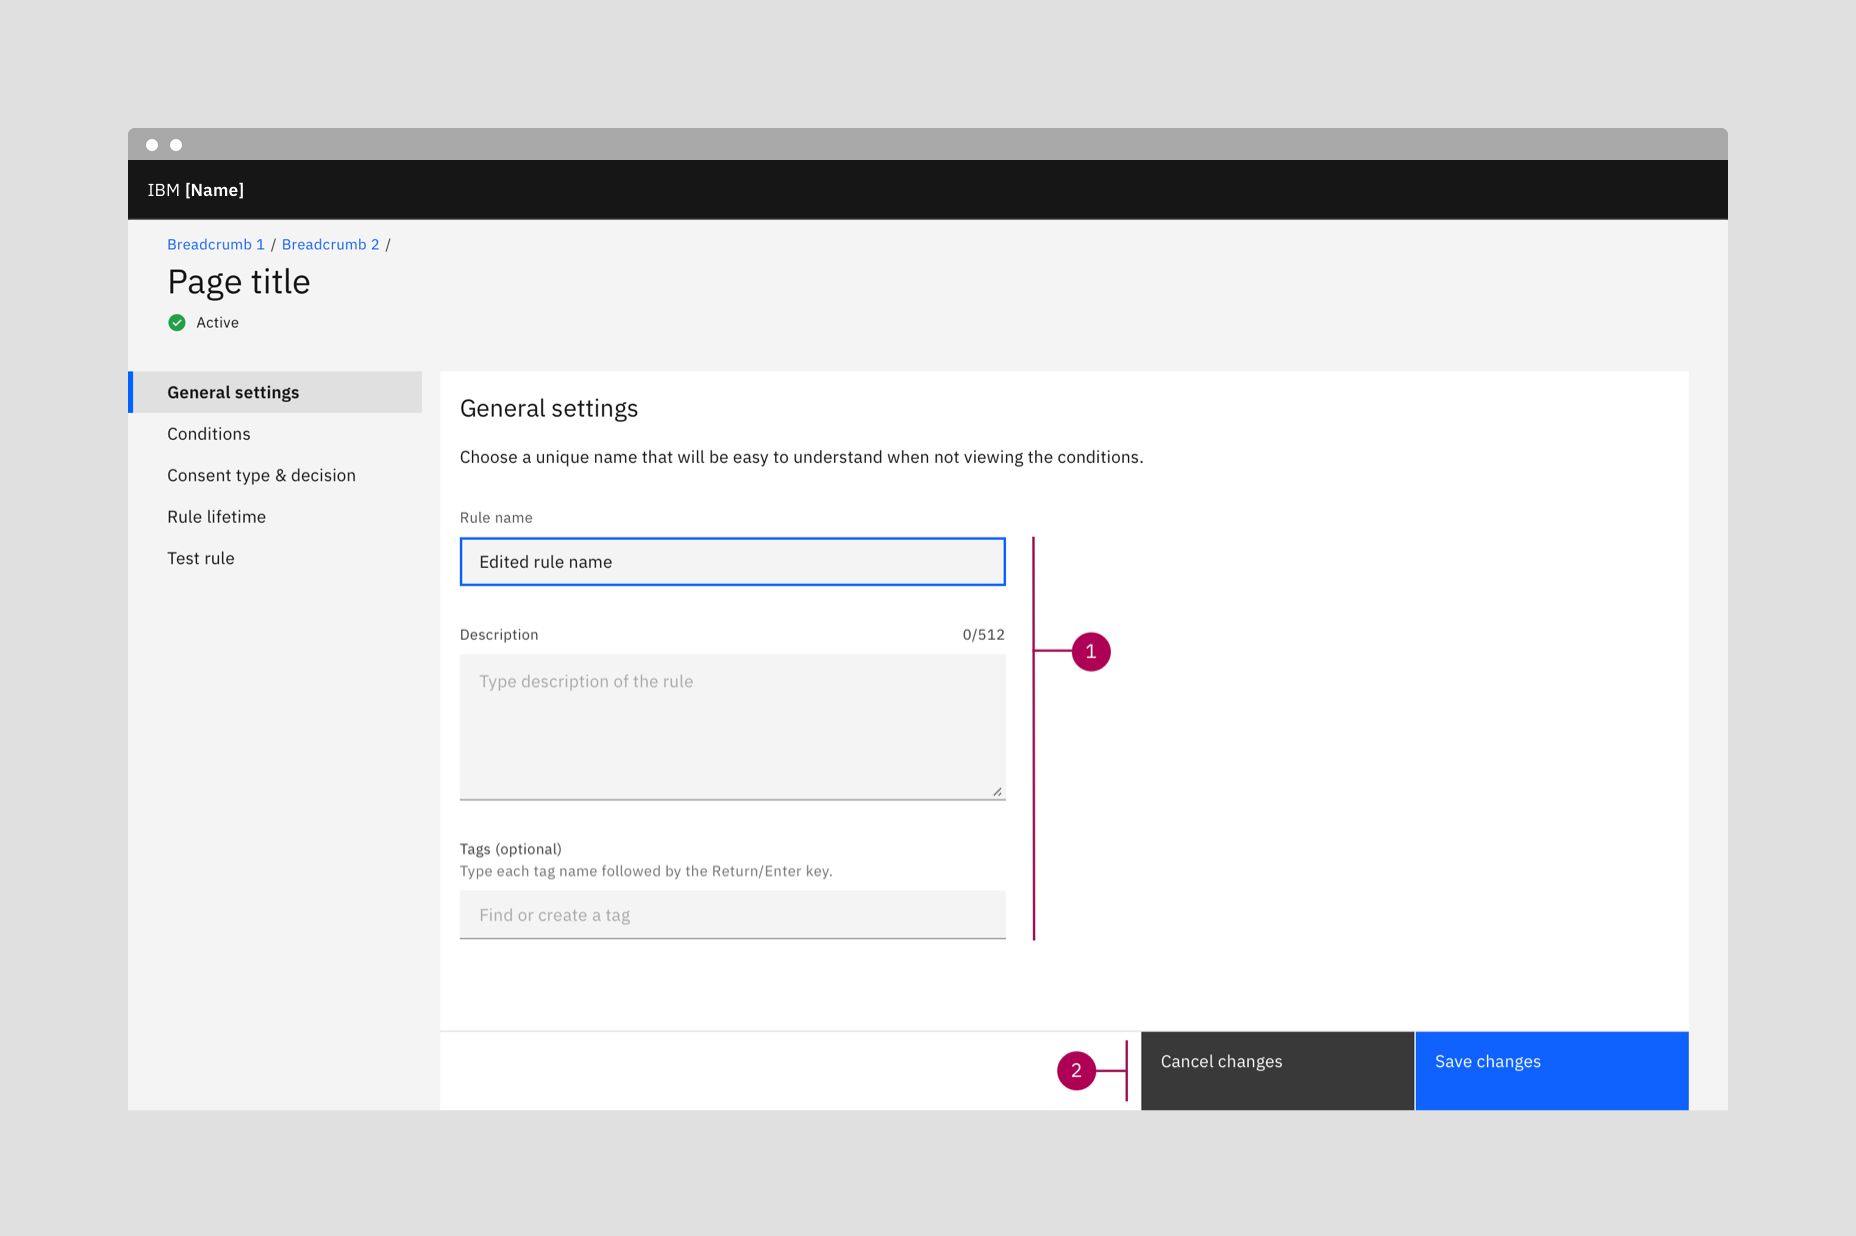 IBM [Name]
Breadcrumb 1 / Breadcrumb 2 /
Page title
Active
General settings
Conditions
Consent type & decision
Rule lifetime
Test rule
General settings
Choose a unique name that will be easy to understand when not viewing the conditions.
Rule name
Edited rule name
Description 0/512
Type description of the rule
1
Tags (optional)
Type each tag name followed by the Return/Enter key.
Find or create a tag
2
Cancel changes
Save changes